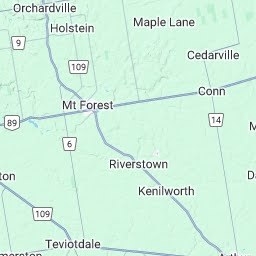 Orchardville
Maple Lane
Holstein
9
Cedarville
109
Conn
Mt Forest
14
89
6
Riverstown
Kenilworth
109
Teviotdale